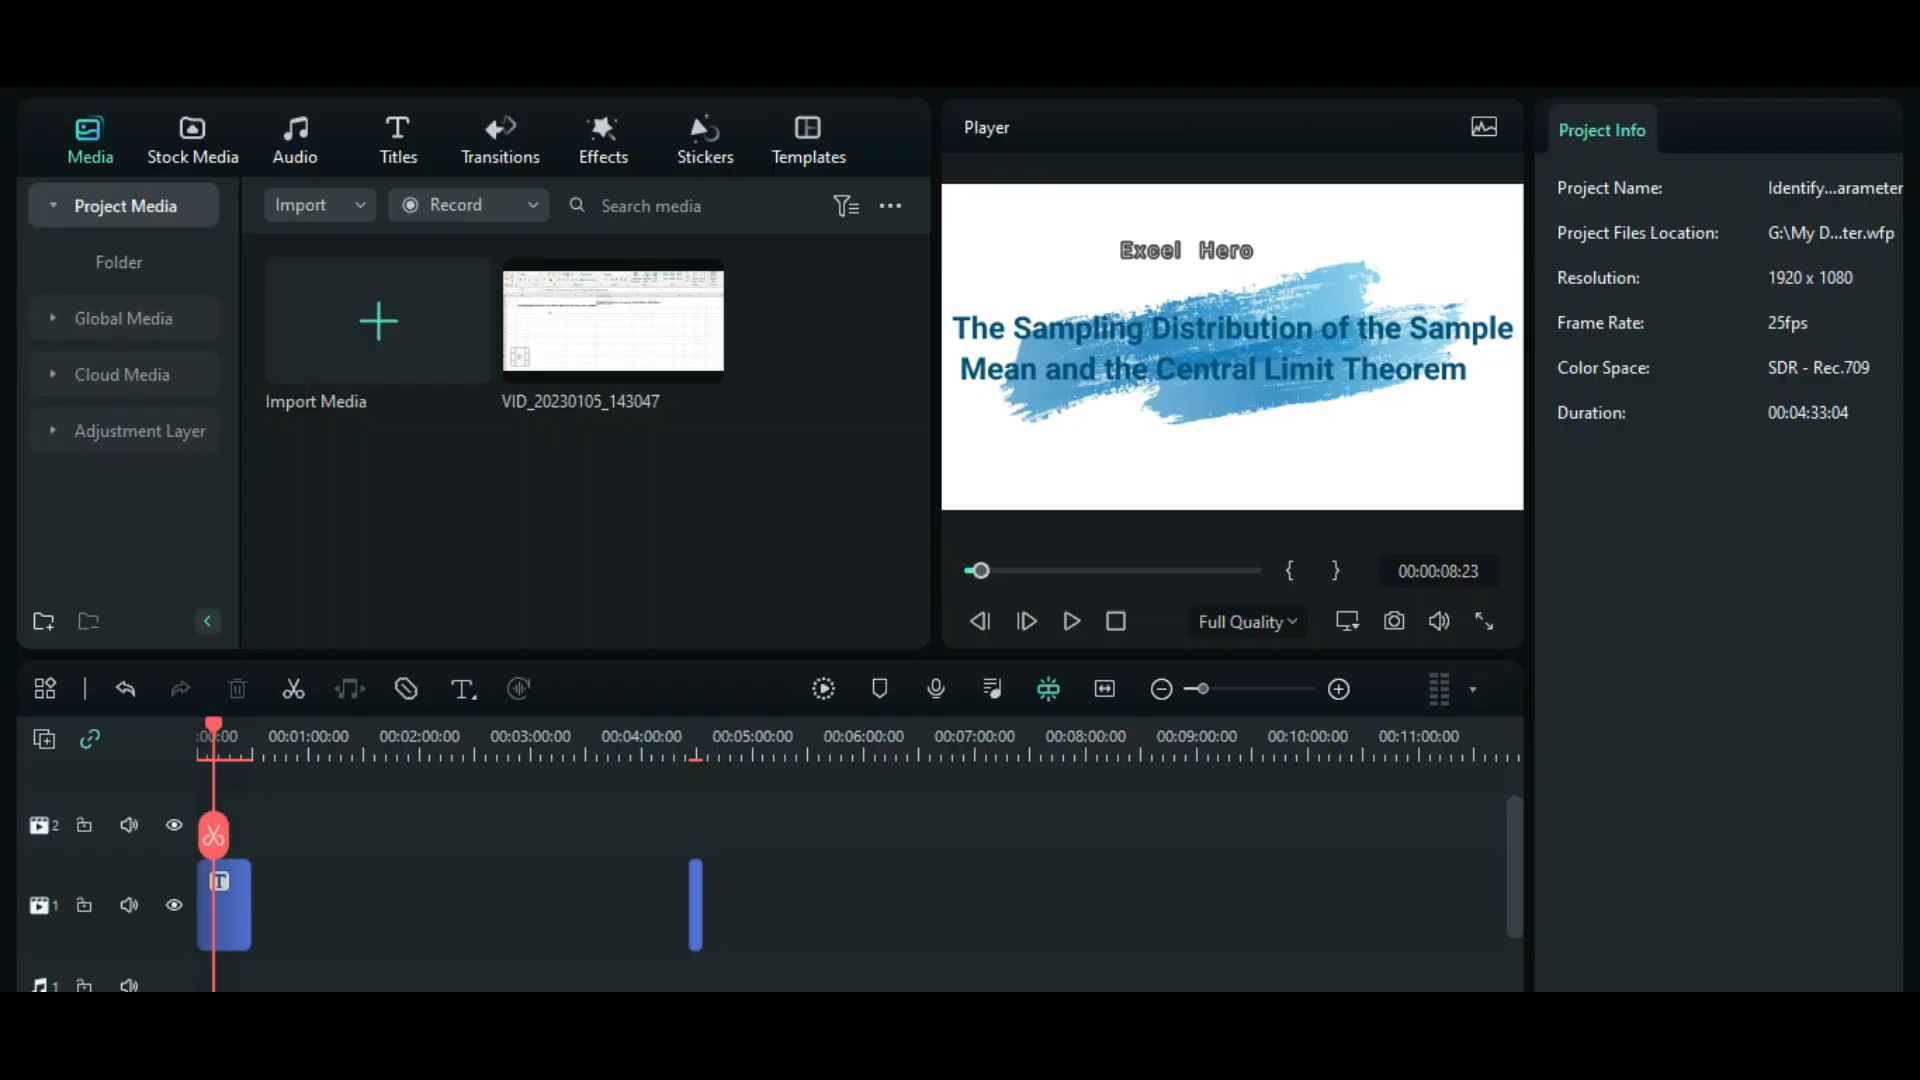 Media
Stock Media
Audio
Titles
Transitions
Effects
Stickers
Templates
Project Media
Folder
Global Media
Cloud Media
Adjustment Layer
Import
Record
Search media
Import Media
VID_20230105_143047
Player
Excel Hero
The Sampling Distribution of the Sample
Mean and the Central Limit Theorem
00:00:08:23
Full Quality
Project Info
Project Name: Identify...arameter
Project Files Location: G:\My D...ter.wfp
Resolution: 1920 x 1080
Frame Rate: 25fps
Color Space: SDR - Rec.709
Duration: 00:04:33:04
:00:00 00:01:00:00 00:02:00:00 00:03:00:00 00:04:00:00 00:05:00:00 00:06:00:00 00:07:00:00 00:08:00:00 00:09:00:00 00:10:00:00 00:11:00:00
2
T
1
1